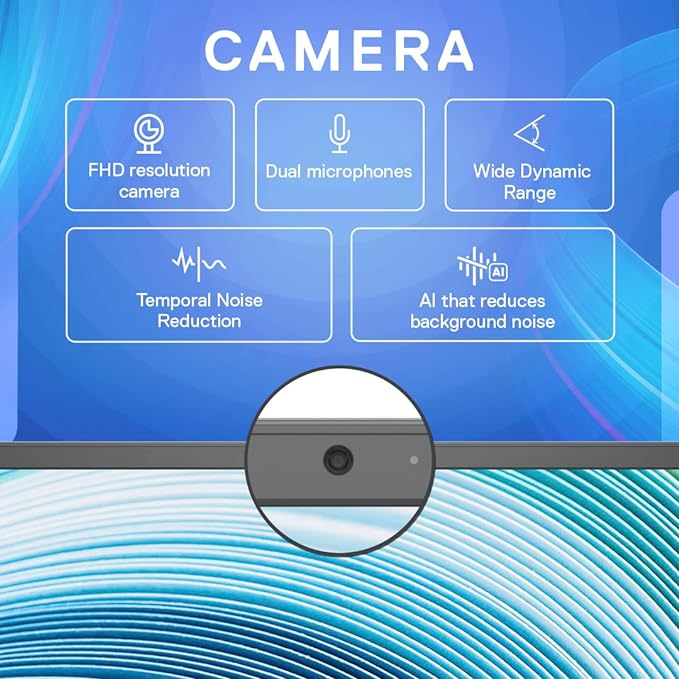 CAMERA
FHD resolution
camera
Dual microphones
Wide Dynamic
Range
Temporal Noise
Reduction
AI
AI that reduces
background noise